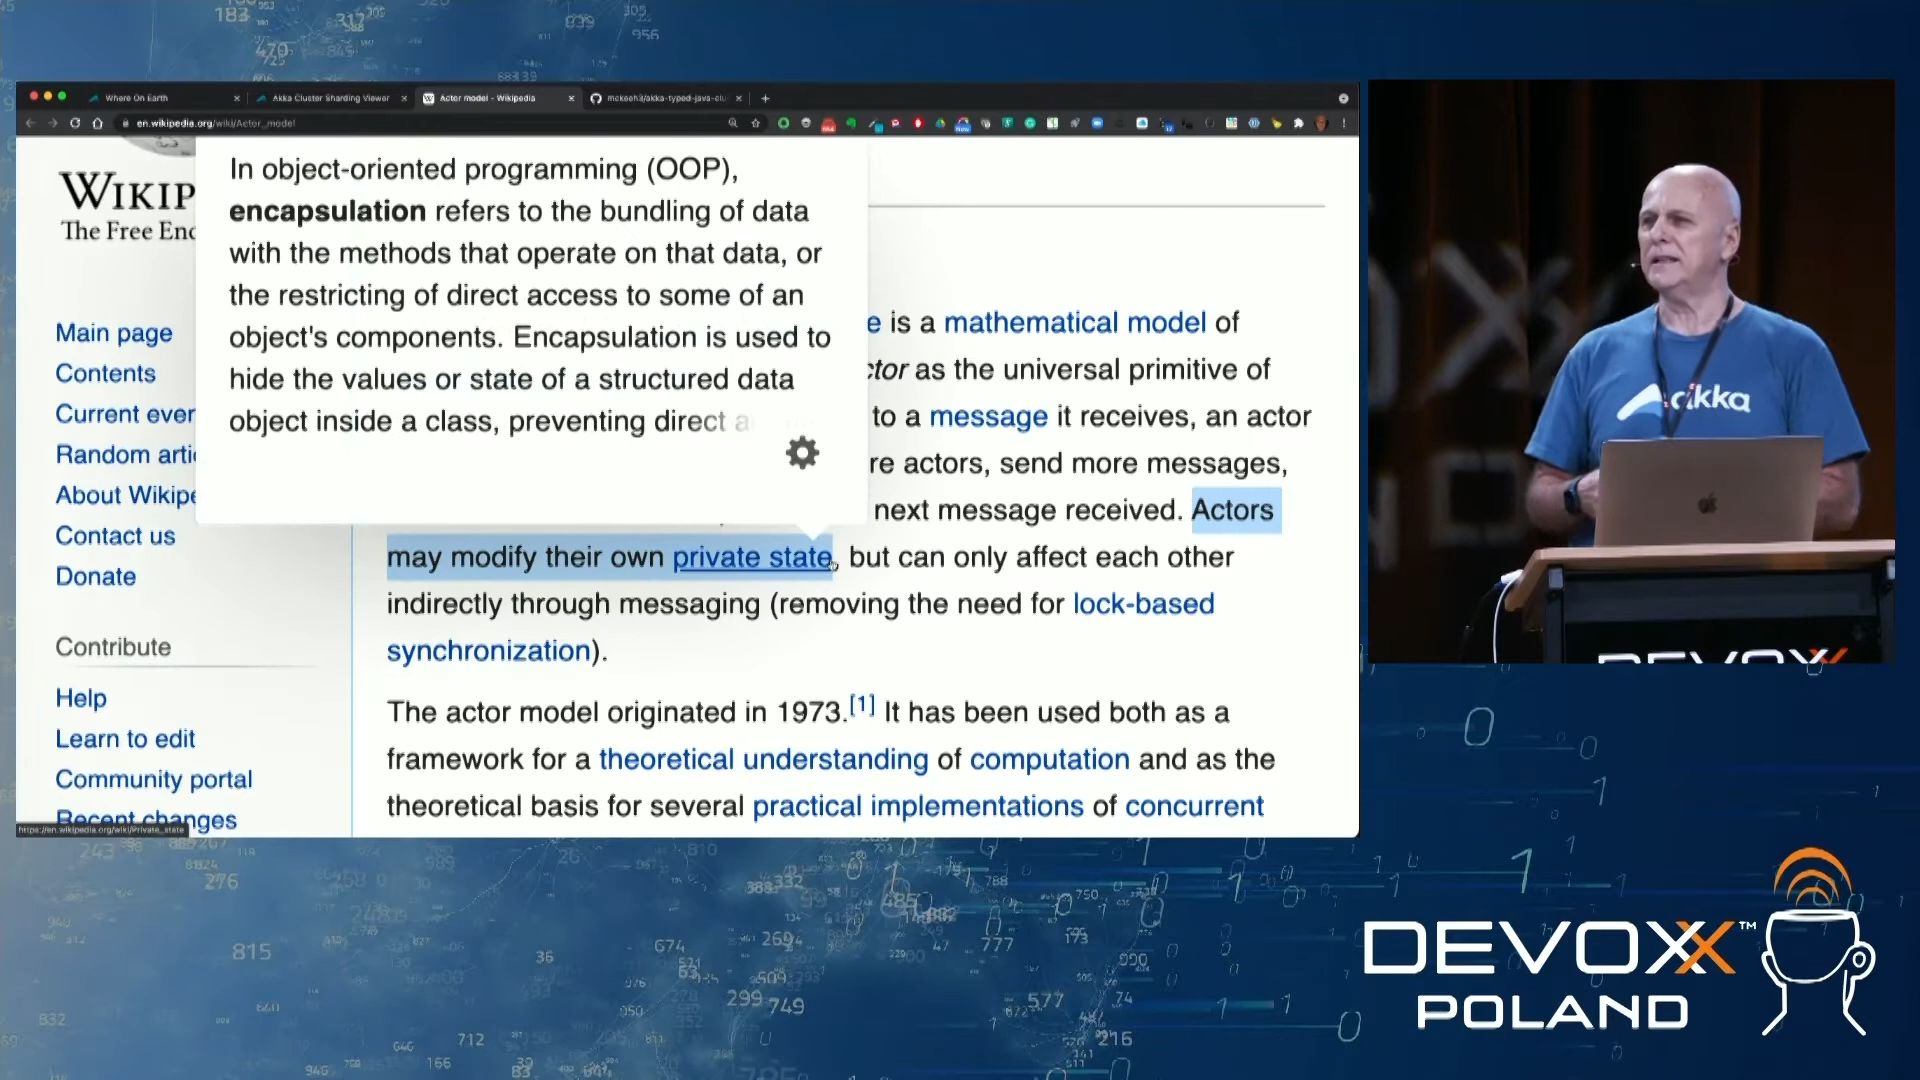 Where On Earth
Akka Cluster Sharding Viewer
Actor model - Wikipedia
mckeeh3/akka-typed-java-clu
en.wikipedia.org/wiki/Actor_model
WIKIP
The Free Enc
Main page
Contents
Current ever
Random arti
About Wikipe
Contact us
Donate
Contribute
Help
Learn to edit
Community portal
Recent changes
https://en.wikipedia.org/wiki/Private_state
In object-oriented programming (OOP),
encapsulation refers to the bundling of data
with the methods that operate on that data, or
the restricting of direct access to some of an
object's components. Encapsulation is used to
hide the values or state of a structured data
object inside a class, preventing direct a
e is a mathematical model of
ctor as the universal primitive of
to a message it receives, an actor
re actors, send more messages,
next message received. Actors
may modify their own private state, but can only affect each other
indirectly through messaging (removing the need for lock-based
synchronization).
The actor model originated in 1973.[1] It has been used both as a
framework for a theoretical understanding of computation and as the
theoretical basis for several practical implementations of concurrent
akka
DEVOXX
DEVOXX™
POLAND